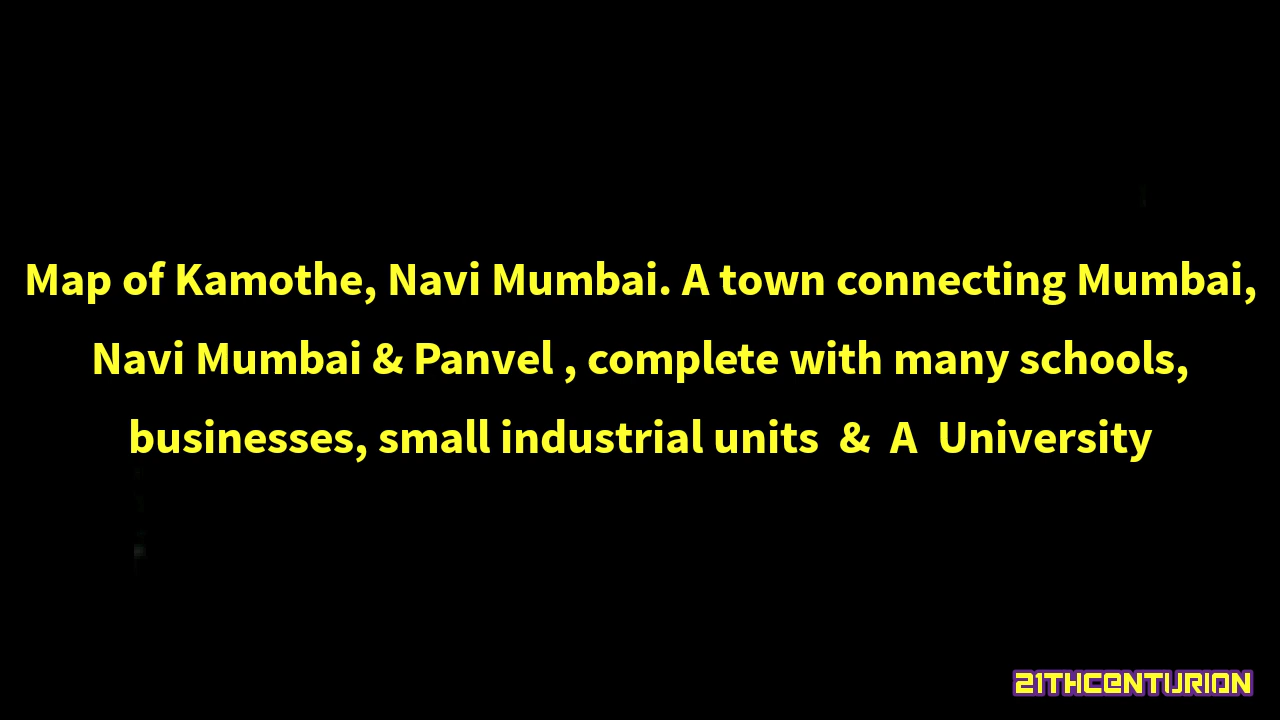 Map of Kamothe, Navi Mumbai. A town connecting Mumbai,
Navi Mumbai & Panvel , complete with many schools,
businesses, small industrial units & A University
21THCENTURION